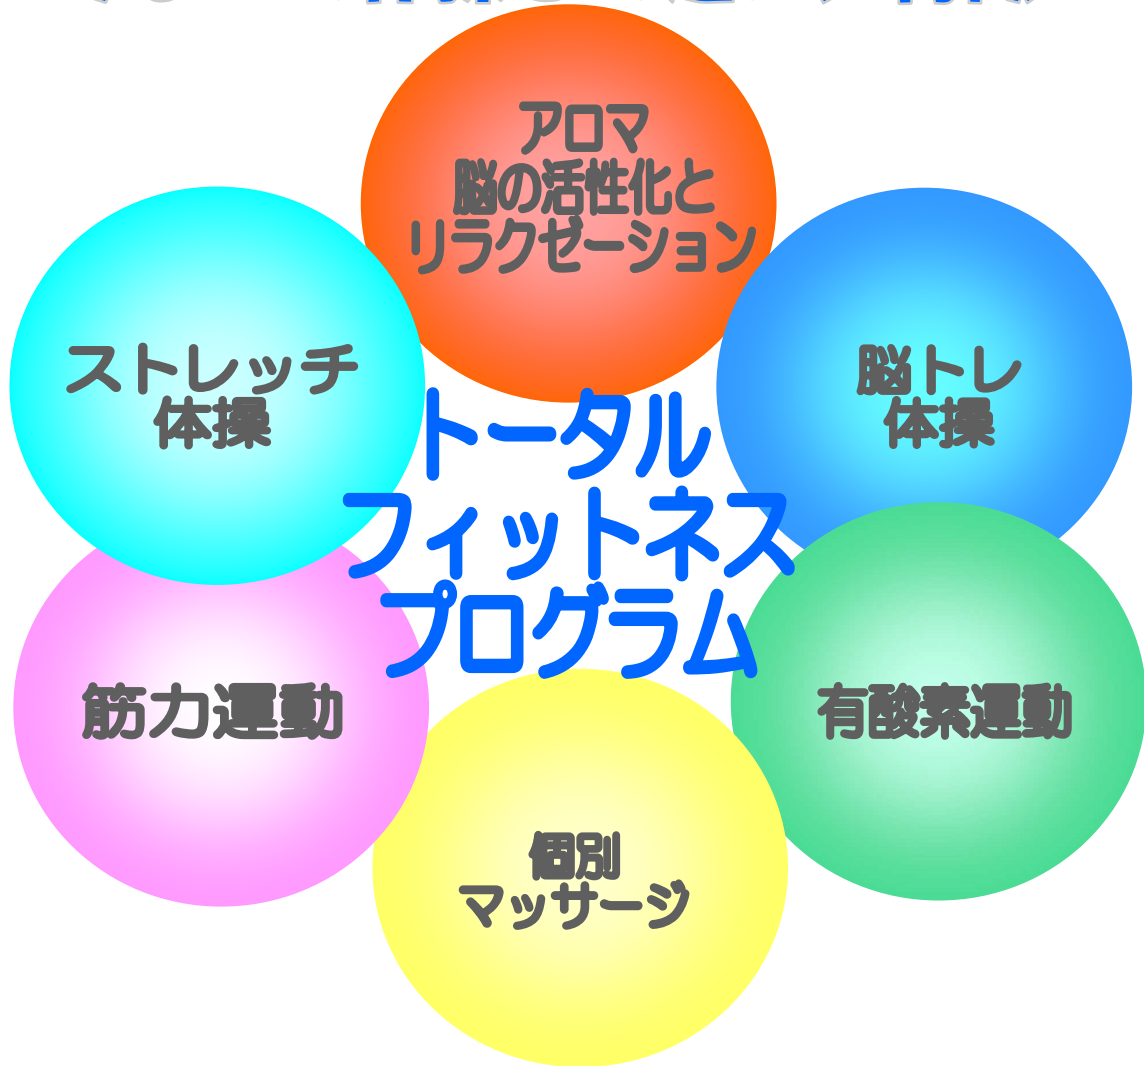 アロマ
脳の活性化と
リラクゼーション
ストレッチ
体操
脳トレ
体操
トータル
フィットネス
プログラム
筋力運動
有酸素運動
個別
マッサージ